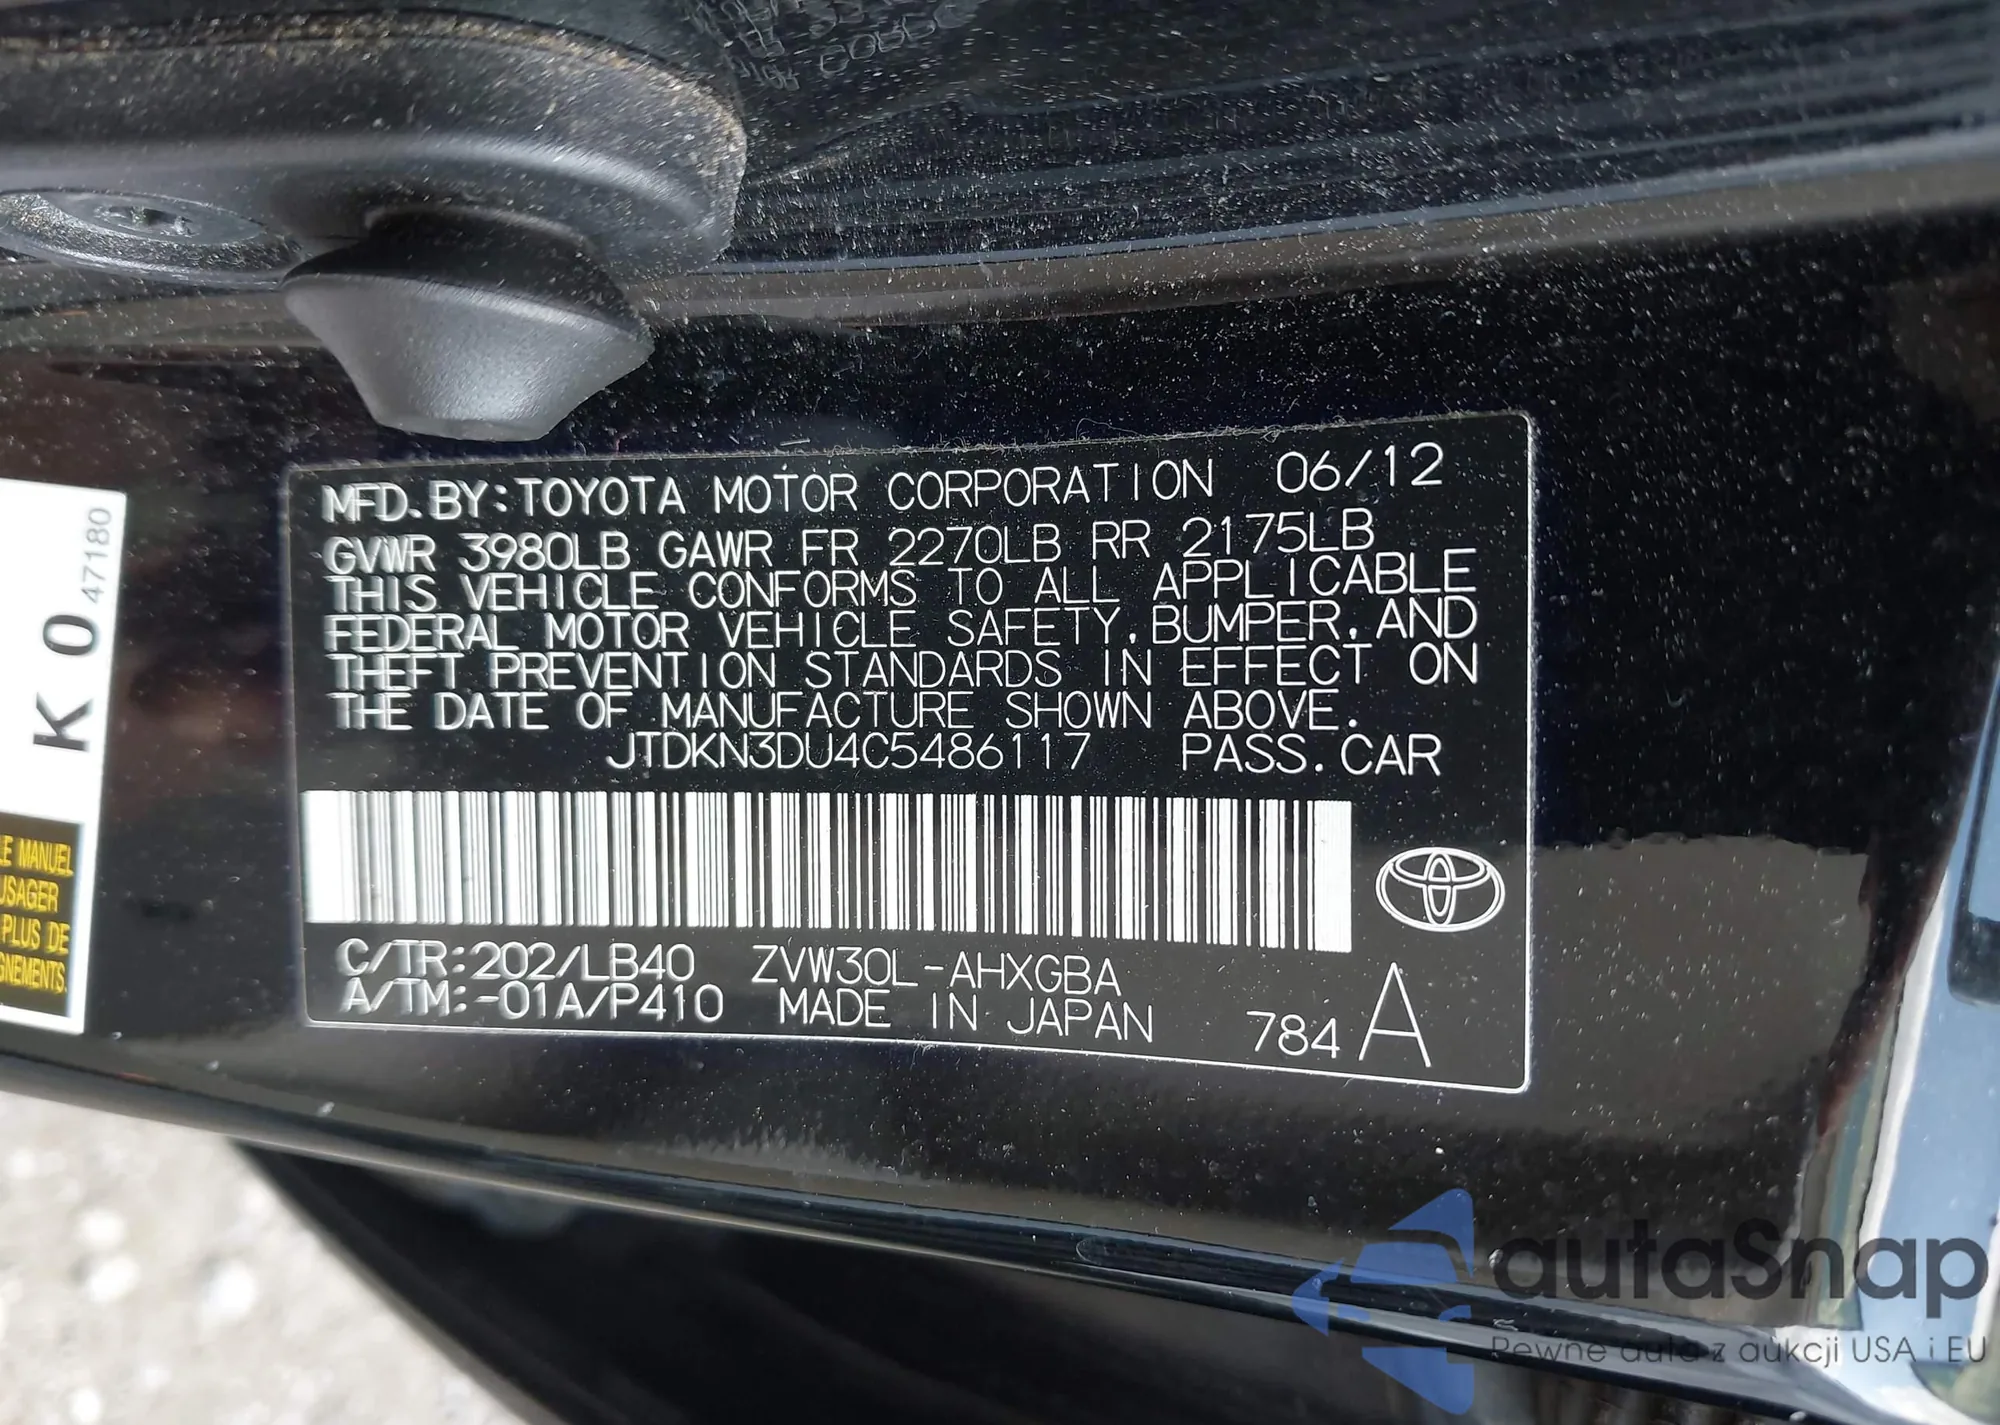 MFD. BY: TOYOTA MOTOR CORPORATION 06/12
GVWR 3980LB GAWR FR 2270LB RR 2175LB
THIS VEHICLE CONFORMS TO ALL APPLICABLE
FEDERAL MOTOR VEHICLE SAFETY, BUMPER, AND
THEFT PREVENTION STANDARDS IN EFFECT ON
THE DATE OF MANUFACTURE SHOWN ABOVE.
JTDKN3DU4C5486117 PASS. CAR
C/TR: 202/LB40 ZVW30L-AHXGBA
A/TM: -01A/P410 MADE IN JAPAN 784 A
K 0 47180
LE MANUEL
USAGER
PLUS DE
GNEMENTS.
autaSnap
Pewne auta z aukcji USA i EU